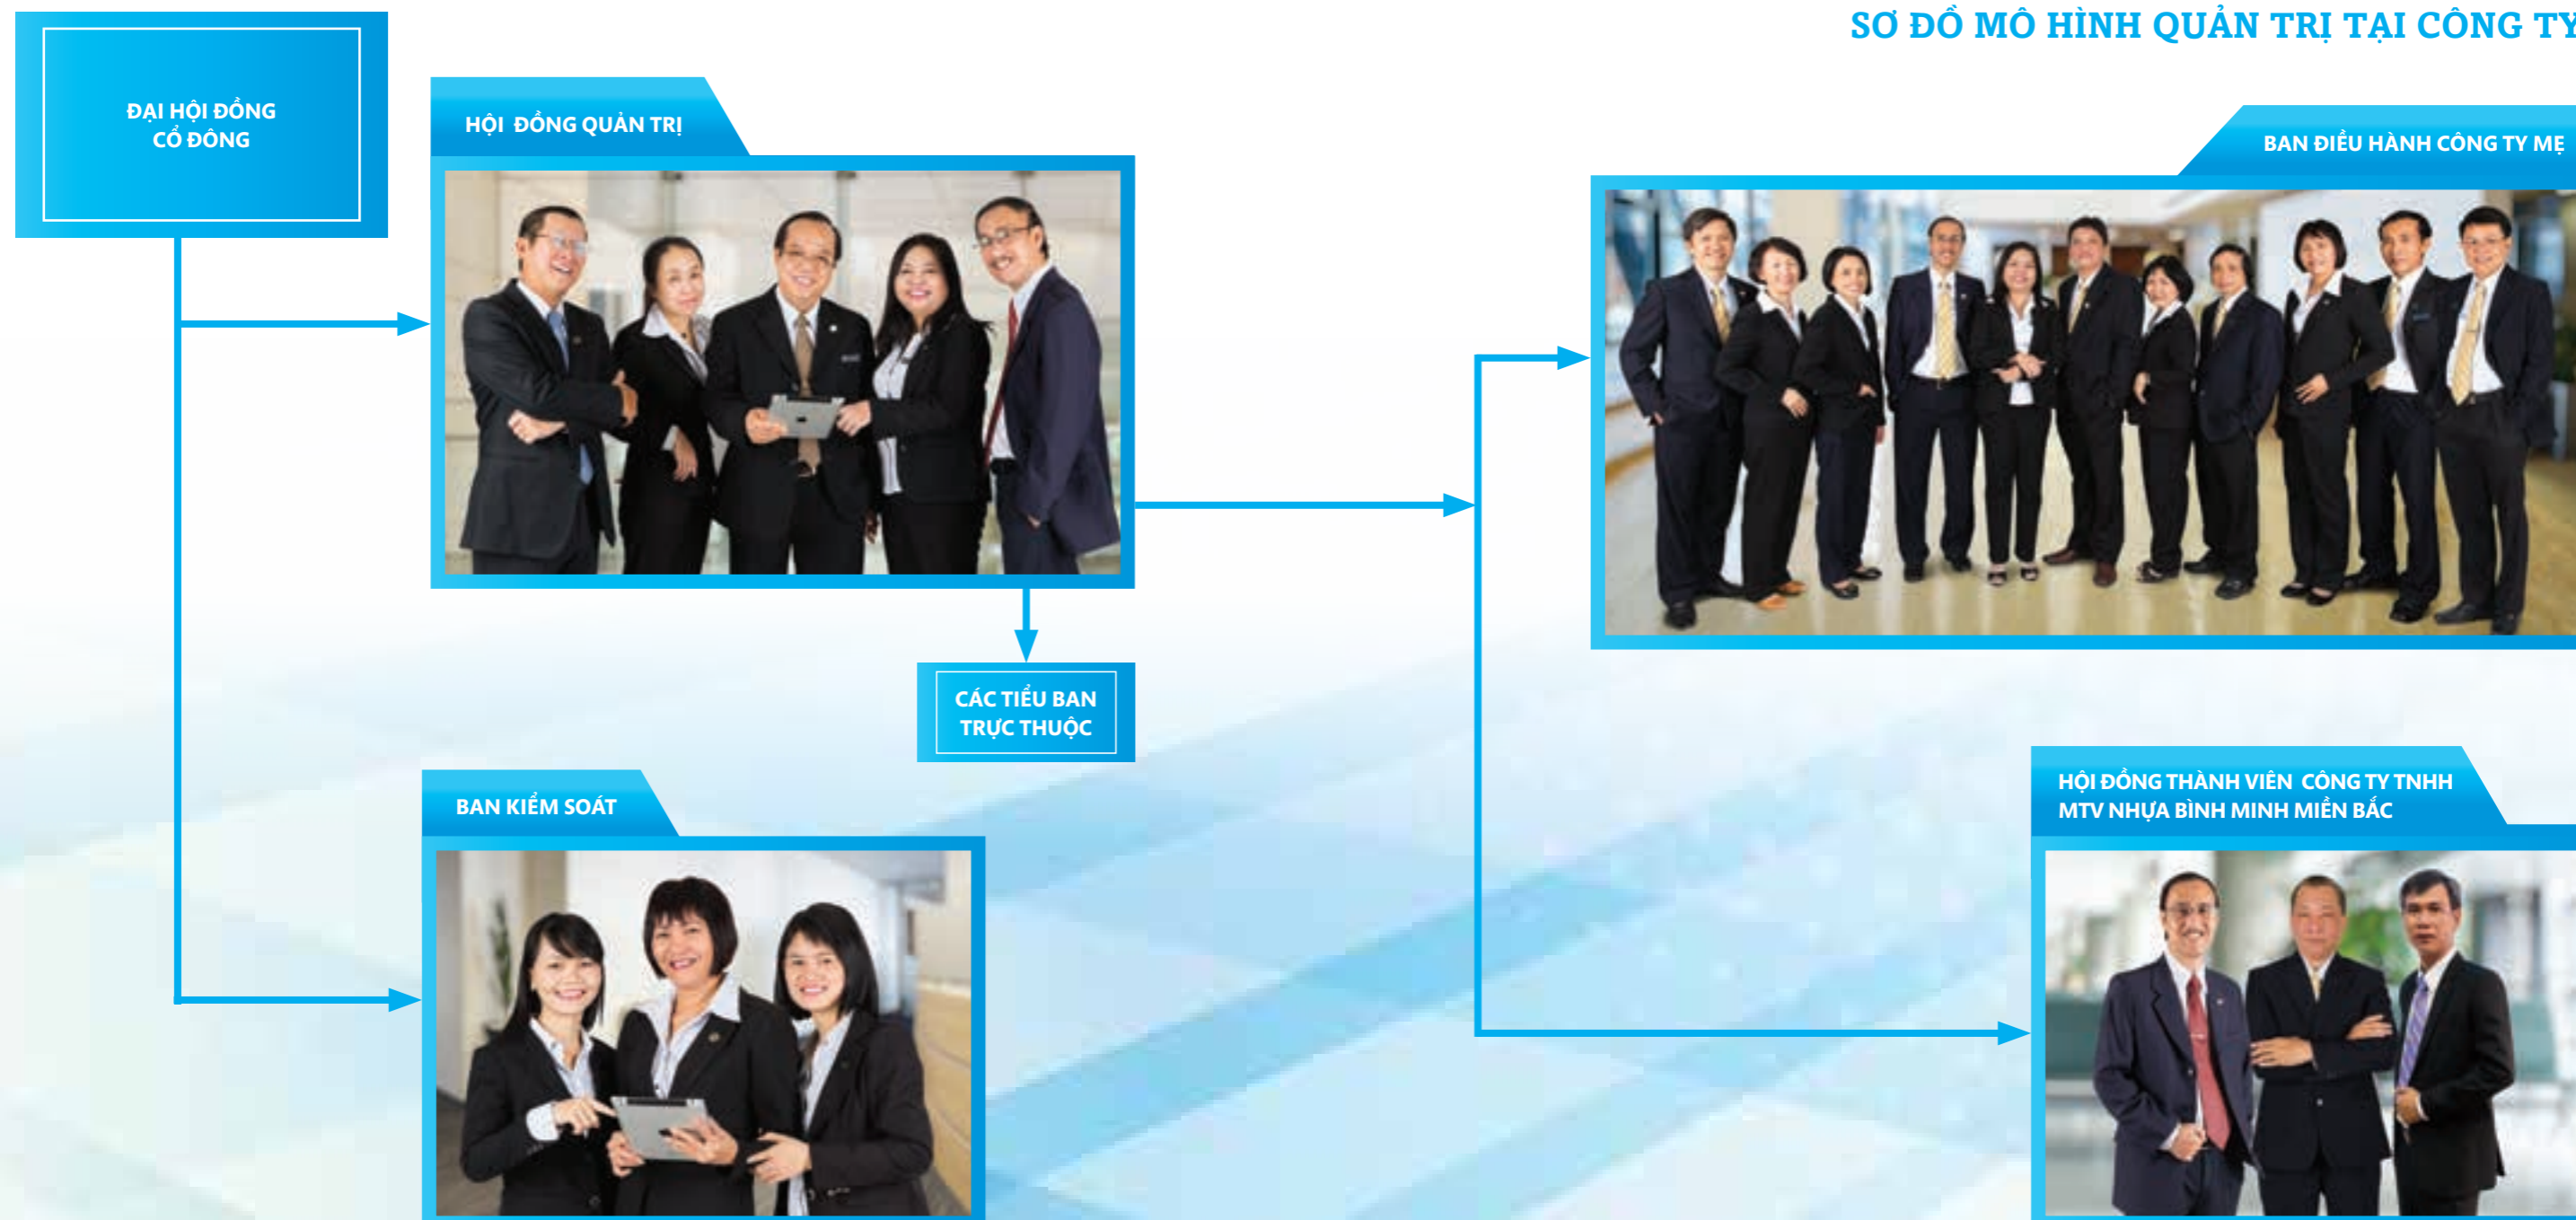 SƠ ĐỒ MÔ HÌNH QUẢN TRỊ TẠI CÔNG TY
ĐẠI HỘI ĐỒNG
CỔ ĐÔNG
HỘI ĐỒNG QUẢN TRỊ
BAN ĐIỀU HÀNH CÔNG TY MẸ
CÁC TIỂU BAN
TRỰC THUỘC
BAN KIỂM SOÁT
HỘI ĐỒNG THÀNH VIÊN CÔNG TY TNHH
MTV NHỰA BÌNH MINH MIỀN BẮC